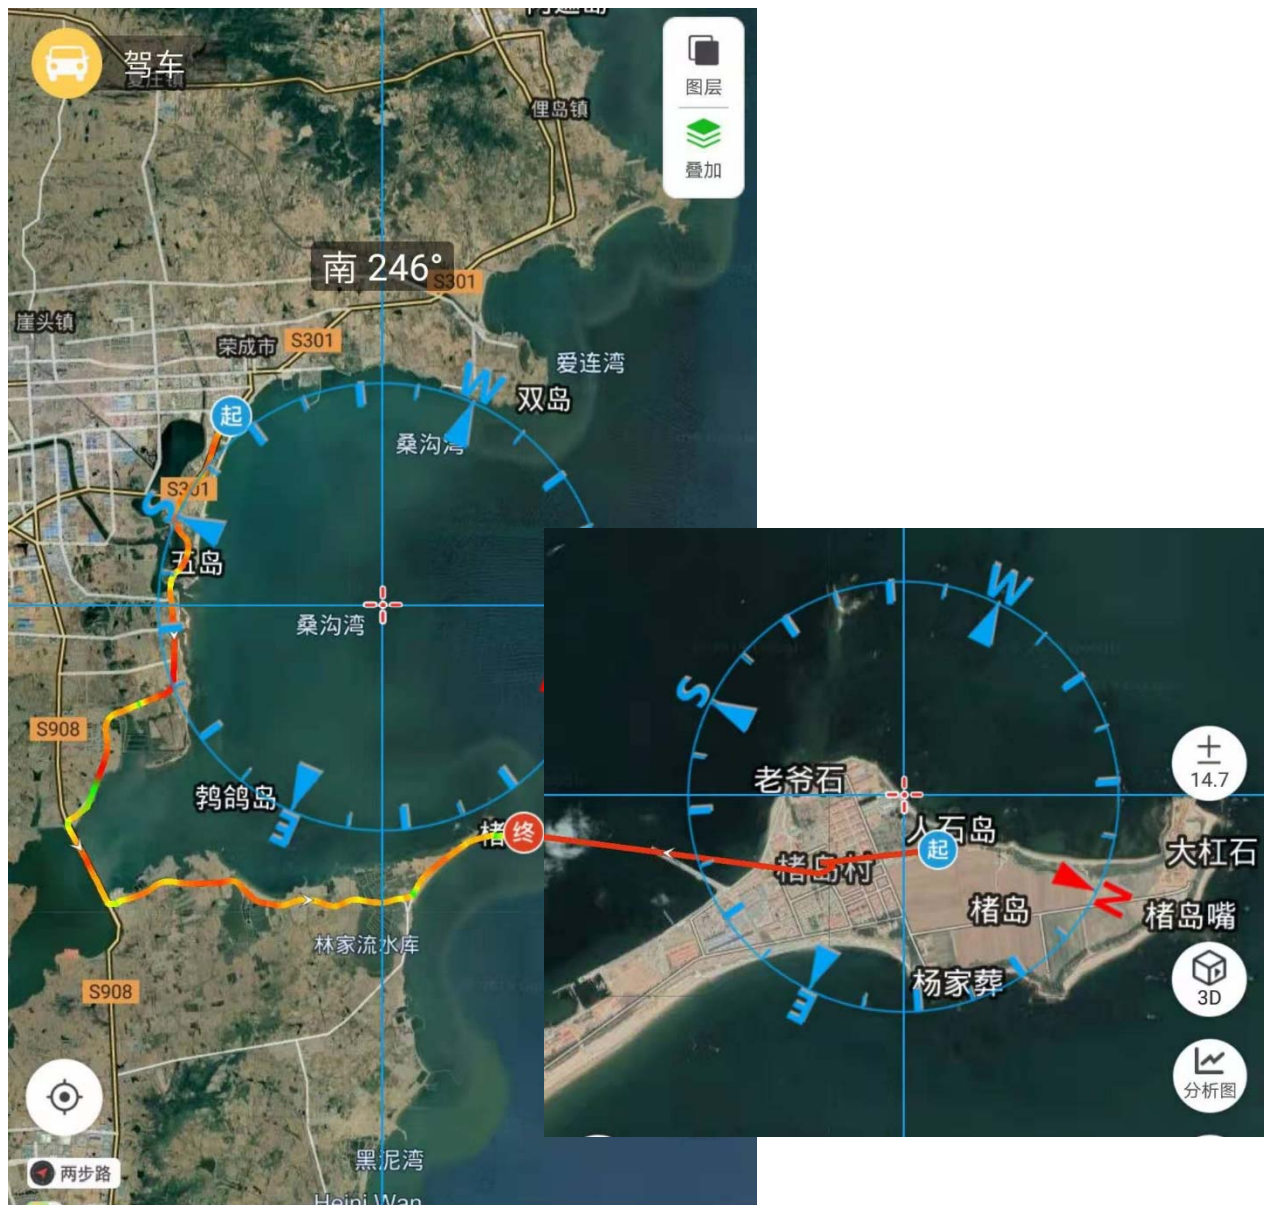 驾车
图层
叠加
俚岛镇
南 246°
S301
崖头镇
荣成市
S301
爱连湾
W
双岛
起
桑沟湾
S301
S
五岛
桑沟湾
S908
鹁鸽岛
E
楮
终
林家流水库
S908
黑泥湾
Heini Wan
两步路
W
S
14.7
老爷石
人石岛
起
大杠石
楮岛村
N
楮岛
楮岛嘴
杨家葬
E
3D
分析图